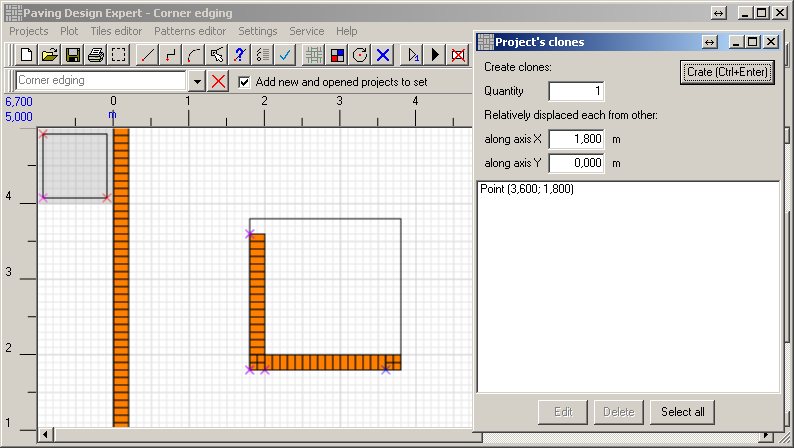 Paving Design Expert - Corner edging
Projects Plot Tiles editor Patterns editor Settings Service Help
Corner edging
Add new and opened projects to set
6,700
5,000
0 1 2 3 4
m
4
3
2
1
Project's clones
Create clones:
Crate (Ctrl+Enter)
Quantity 1
Relatively displaced each from other:
along axis X 1,800 m
along axis Y 0,000 m
Point (3,600; 1,800)
Edit Delete Select all